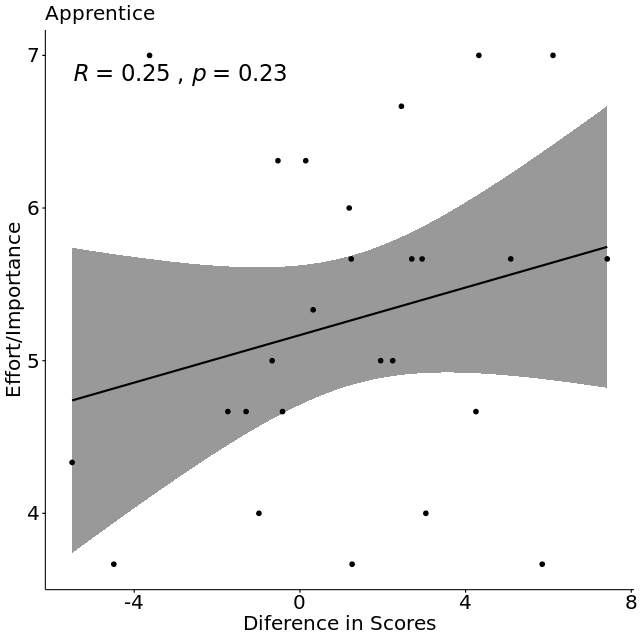 Apprentice
R = 0.25 , p = 0.23
7
6
5
4
Effort/Importance
-4 0 4 8
Diference in Scores